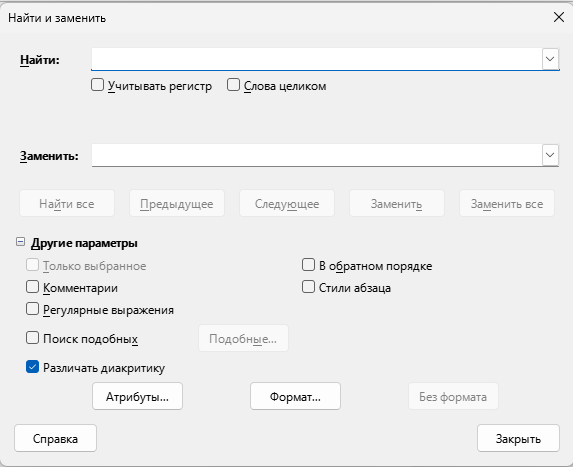 Найти и заменить
Найти:
Учитывать регистр Слова целиком
Заменить:
Найти все Предыдущее Следующее Заменить Заменить все
Другие параметры
Только выбранное В обратном порядке
Комментарии Стили абзаца
Регулярные выражения
Поиск подобных Подобные...
Различать диакритику
Атрибуты... Формат... Без формата
Справка Закрыть